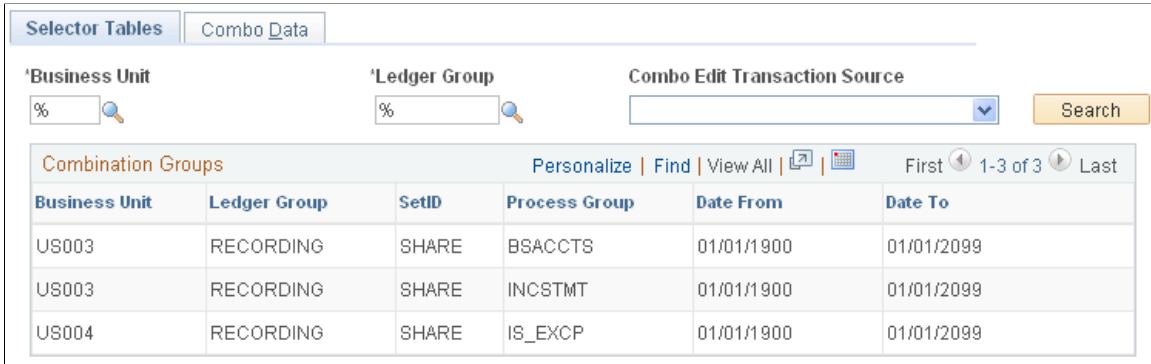 Selector Tables Combo Data
*Business Unit *Ledger Group Combo Edit Transaction Source
% % Search
Combination Groups Personalize | Find | View All | | First 1-3 of 3 Last
Business Unit Ledger Group SetID Process Group Date From Date To
US003 RECORDING SHARE BSACCTS 01/01/1900 01/01/2099
US003 RECORDING SHARE INCSTMT 01/01/1900 01/01/2099
US004 RECORDING SHARE IS_EXCP 01/01/1900 01/01/2099